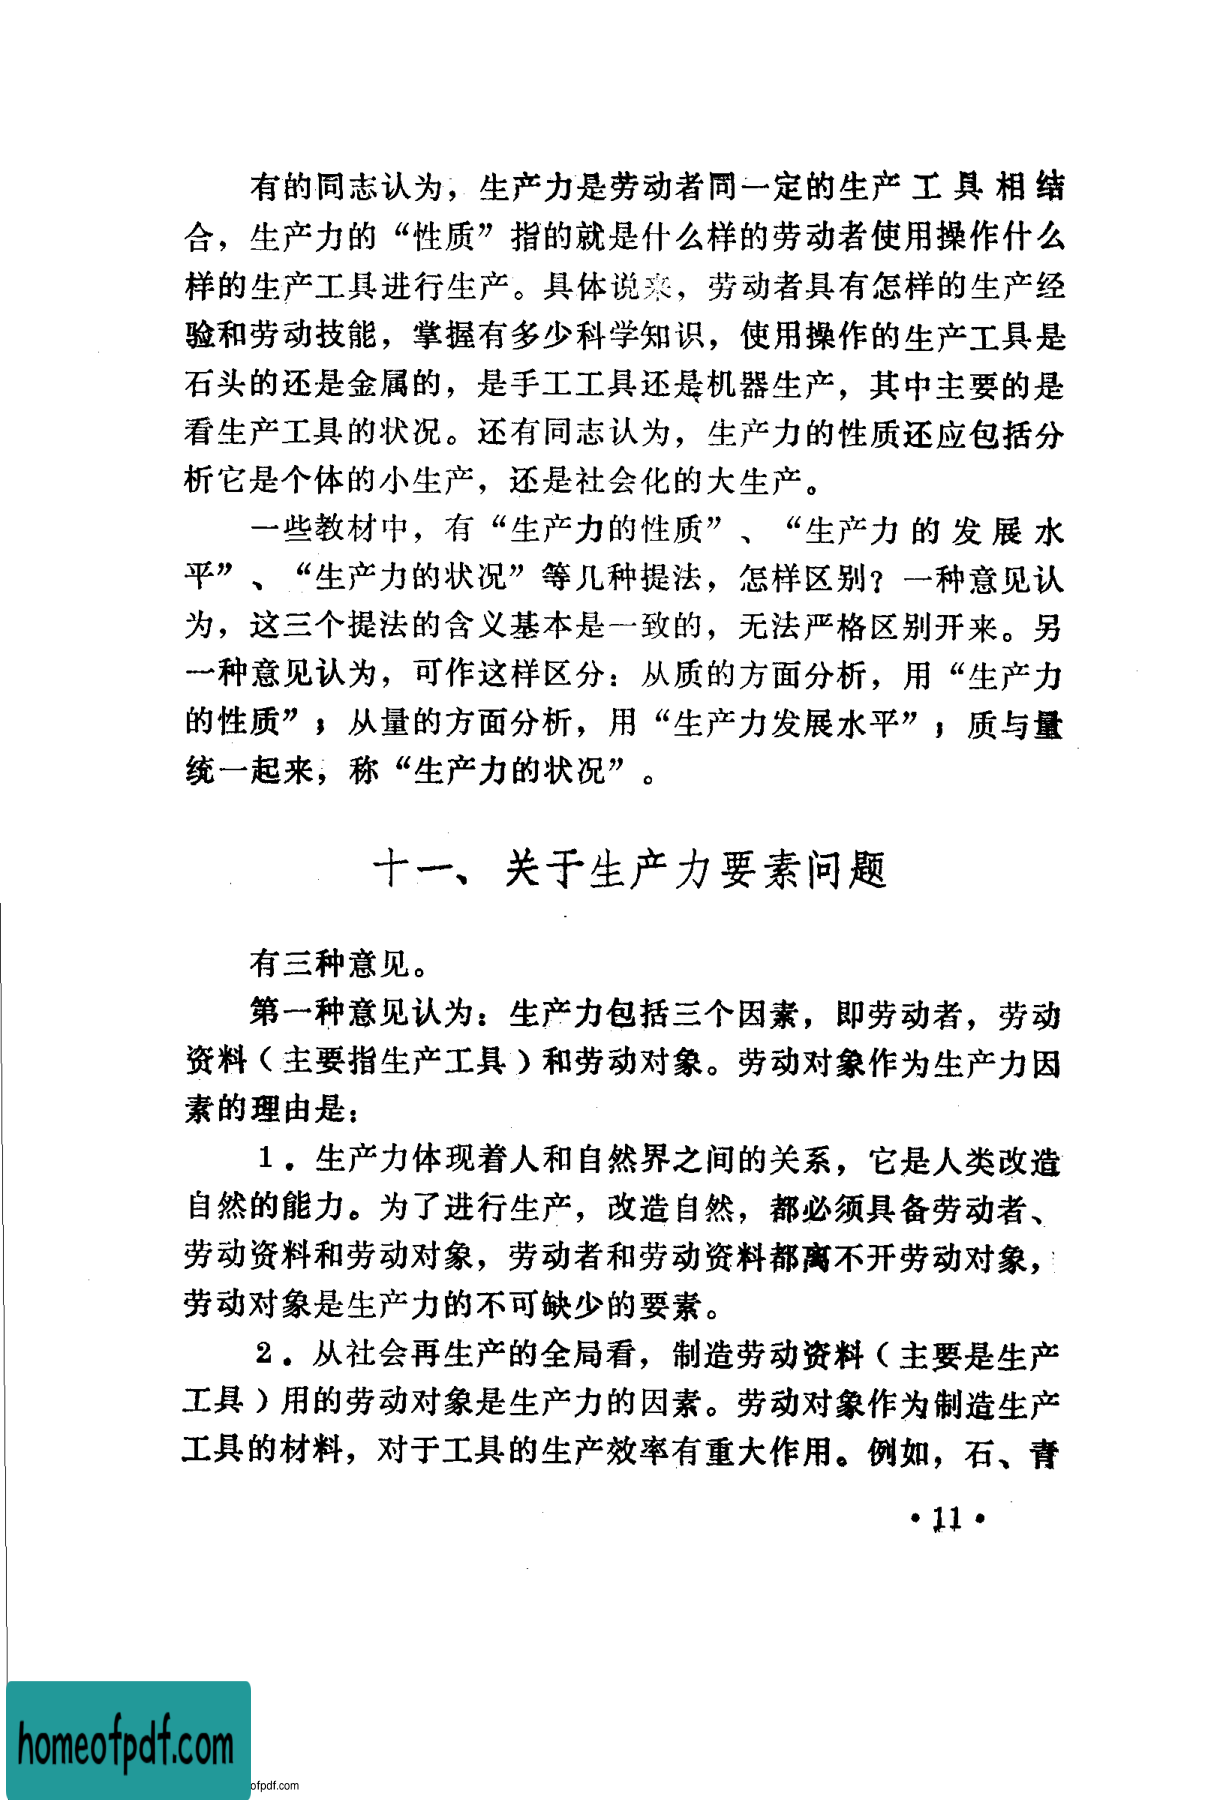 有的同志认为，生产力是劳动者同一定的生产工具相结
合，生产力的“性质”指的就是什么样的劳动者使用操作什么
样的生产工具进行生产。具体说来，劳动者具有怎样的生产经
验和劳动技能，掌握有多少科学知识，使用操作的生产工具是
石头的还是金属的，是手工工具还是机器生产，其中主要的是
看生产工具的状况。还有同志认为，生产力的性质还应包括分
析它是个体的小生产，还是社会化的大生产。
一些教材中，有“生产力的性质”、“生产力的发展水
平”、“生产力的状况”等几种提法，怎样区别？一种意见认
为，这三个提法的含义基本是一致的，无法严格区别开来。另
一种意见认为，可作这样区分：从质的方面分析，用“生产力
的性质”；从量的方面分析，用“生产力发展水平”；质与量
统一起来，称“生产力的状况”。
十一、关于生产力要素问题
有三种意见。
第一种意见认为：生产力包括三个因素，即劳动者，劳动
资料（主要指生产工具）和劳动对象。劳动对象作为生产力因
素的理由是：
1．生产力体现着人和自然界之间的关系，它是人类改造
自然的能力。为了进行生产，改造自然，都必须具备劳动者、
劳动资料和劳动对象，劳动者和劳动资料都离不开劳动对象，
劳动对象是生产力的不可缺少的要素。
2．从社会再生产的全局看，制造劳动资料（主要是生产
工具）用的劳动对象是生产力的因素。劳动对象作为制造生产
工具的材料，对于工具的生产效率有重大作用。例如，石、青
·11·
homeofpdf.com
ofpdf.com